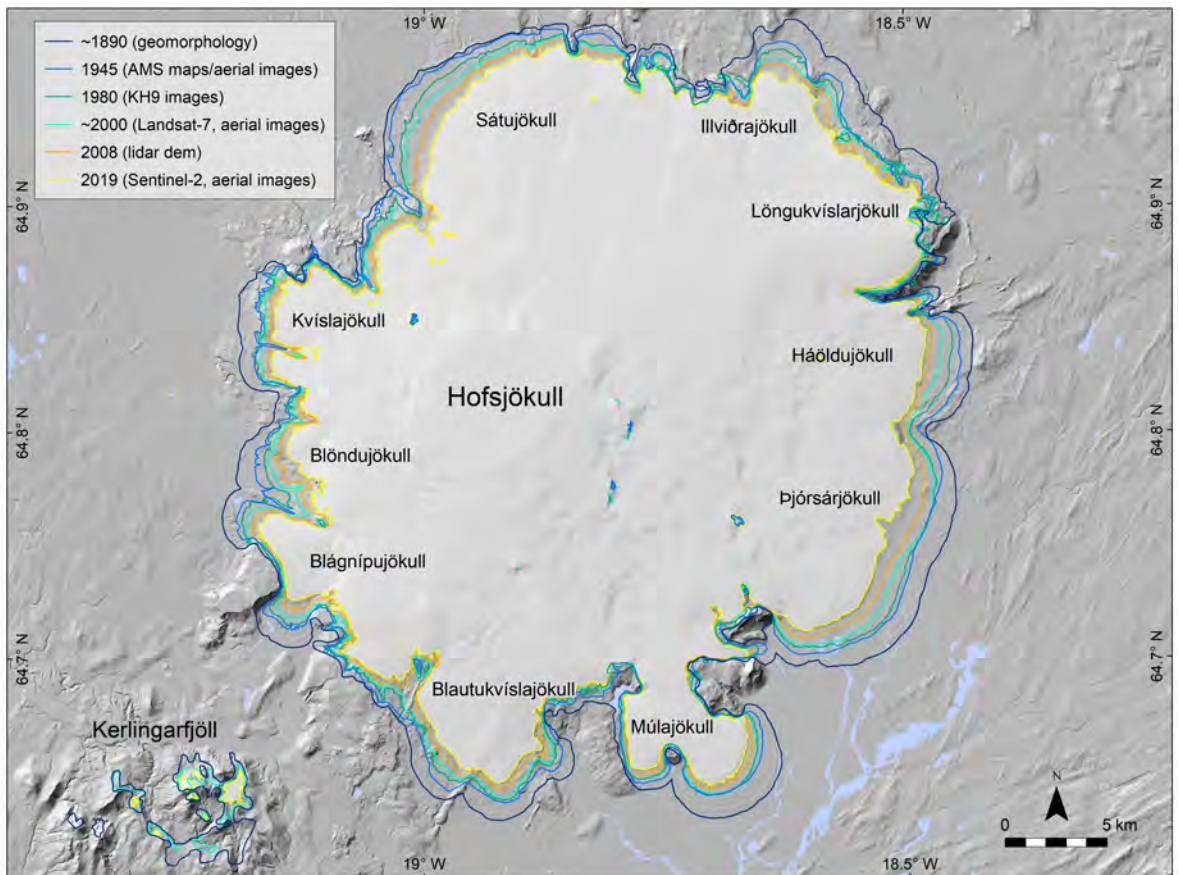 19° W
18.5° W
~1890 (geomorphology)
1945 (AMS maps/aerial images)
1980 (KH9 images)
~2000 (Landsat-7, aerial images)
2008 (lidar dem)
2019 (Sentinel-2, aerial images)
Sátujökull
Illviðrajökull
64.9° N
64.9° N
Löngukvíslarjökull
Kvíslajökull
Háöldujökull
Hofsjökull
64.8° N
64.8° N
Blöndujökull
Þjórsárjökull
Blágnípujökull
64.7° N
64.7° N
Blautukvíslajökull
Múlajökull
Kerlingarfjöll
N
0
5 km
19° W
18.5° W